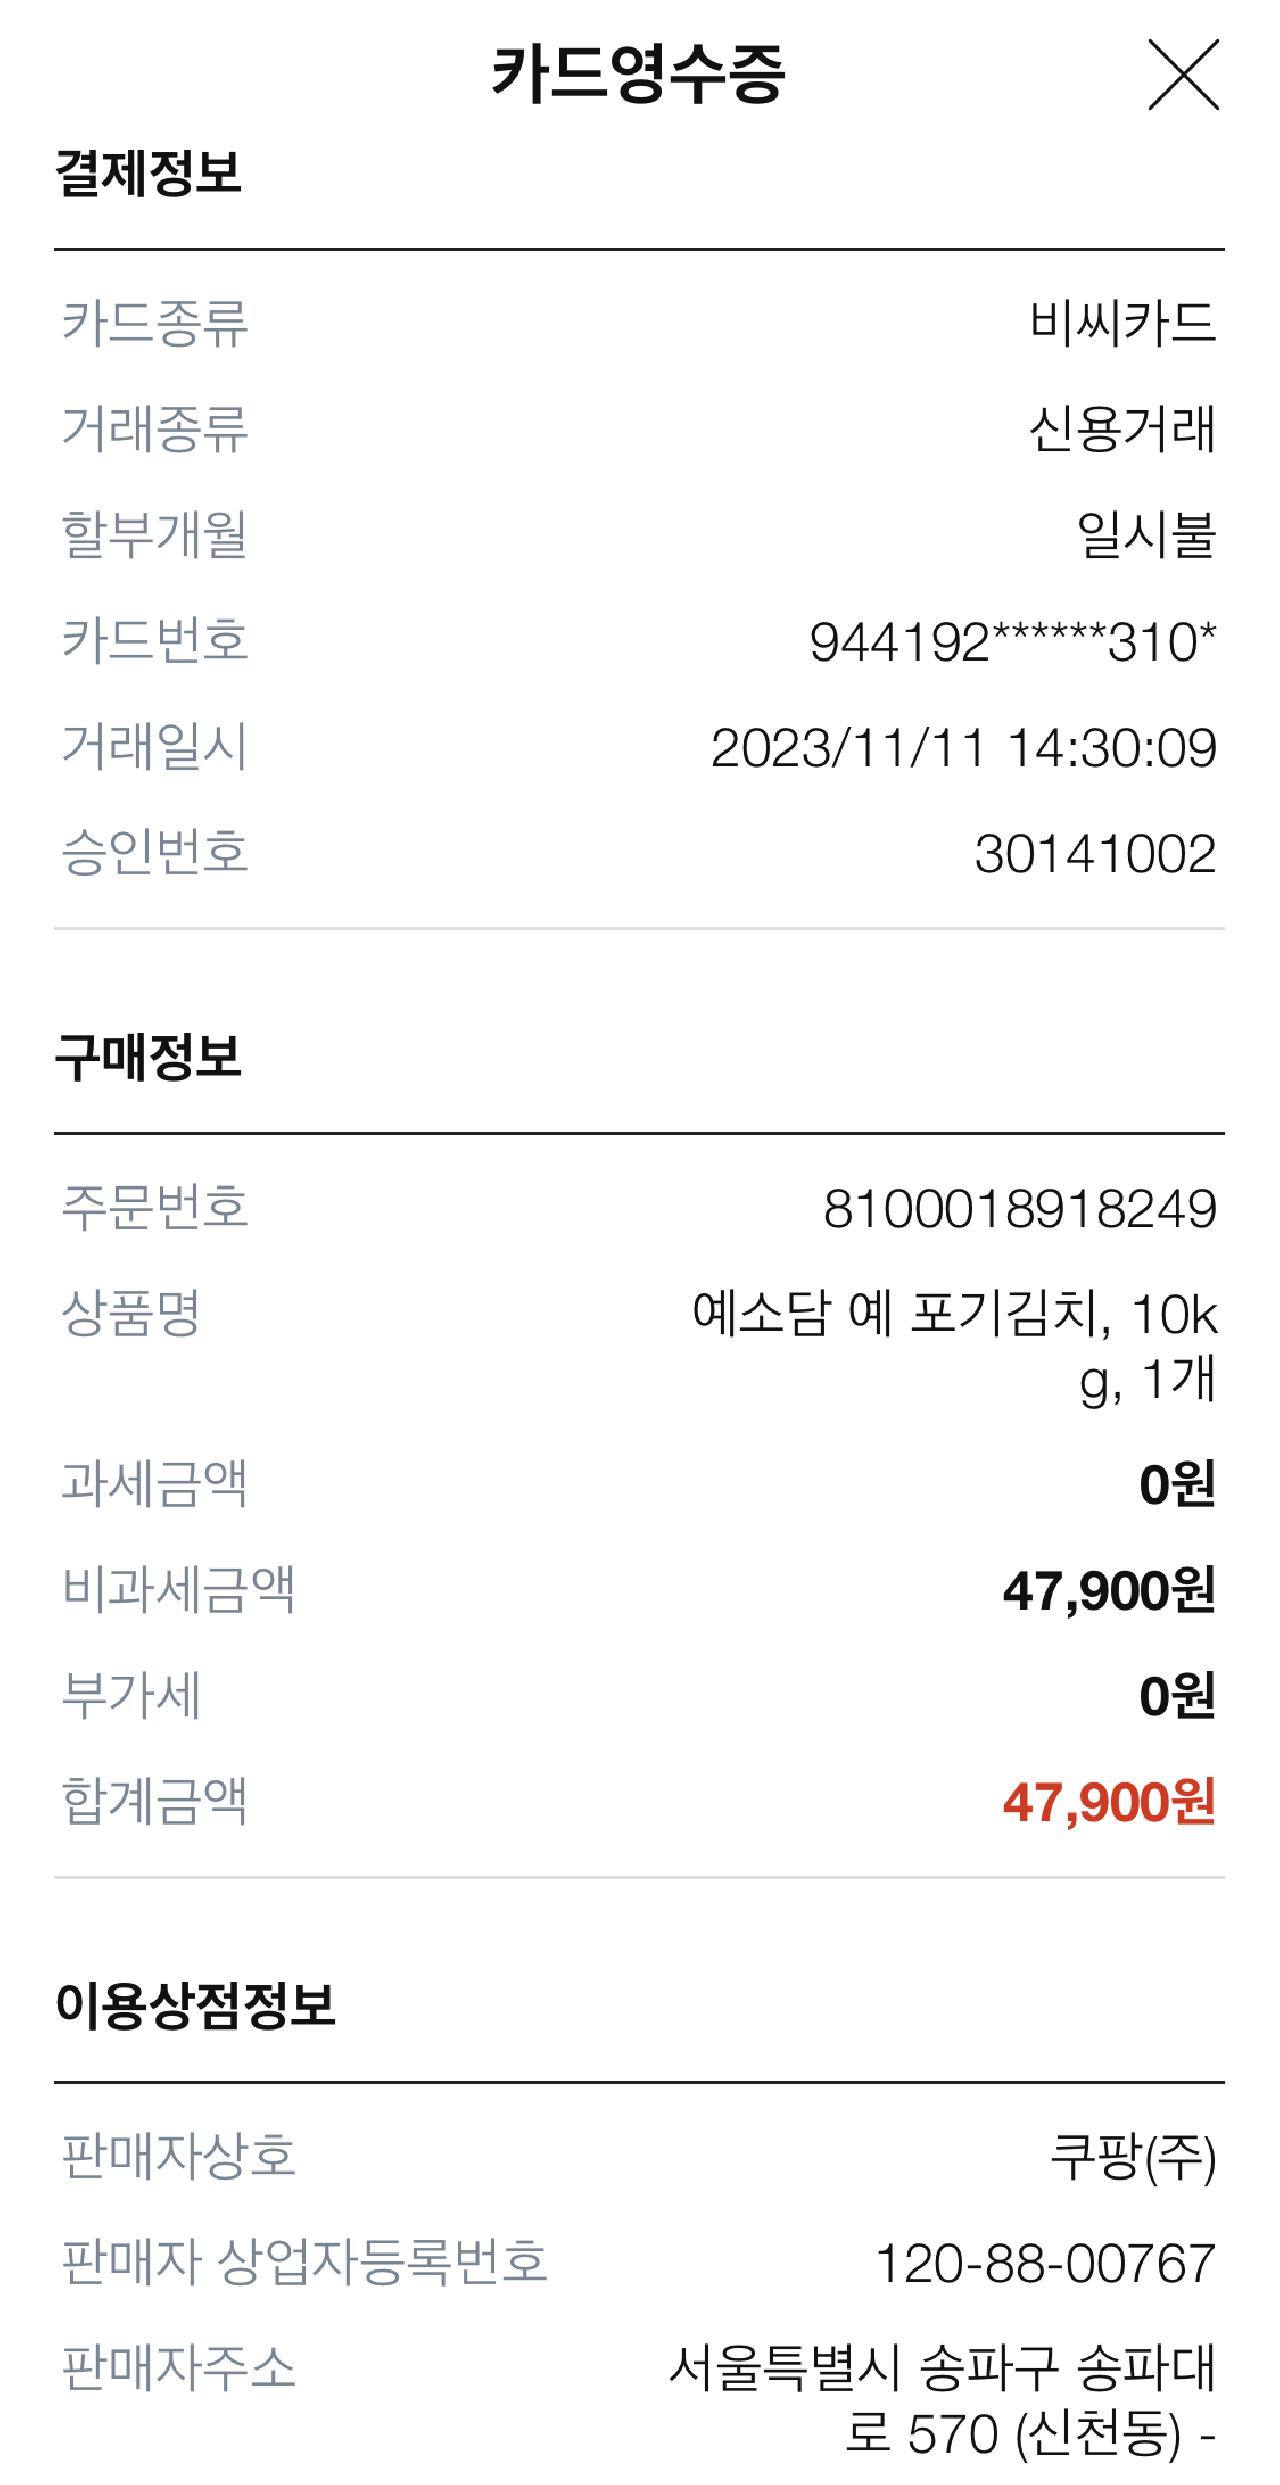 카드영수증
결제정보
카드종류 비씨카드
거래종류 신용거래
할부개월 일시불
카드번호 944192******310*
거래일시 2023/11/11 14:30:09
승인번호 30141002
구매정보
주문번호 8100018918249
상품명 예소담 예 포기김치, 10k
g, 1개
과세금액 0원
비과세금액 47,900원
부가세 0원
합계금액 47,900원
이용상점정보
판매자상호 쿠팡(주)
판매자 상업자등록번호 120-88-00767
판매자주소 서울특별시 송파구 송파대
로 570 (신천동) -